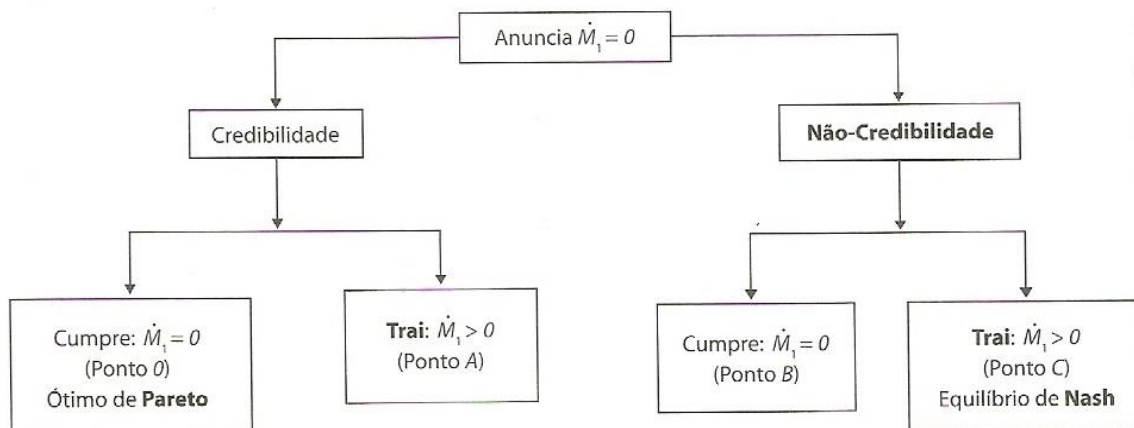 Anuncia Ṁ₁ = 0
Credibilidade
Não-Credibilidade
Cumpre: Ṁ₁ = 0
(Ponto 0)
Ótimo de Pareto
Trai: Ṁ₁ > 0
(Ponto A)
Cumpre: Ṁ₁ = 0
(Ponto B)
Trai: Ṁ₁ > 0
(Ponto C)
Equilíbrio de Nash